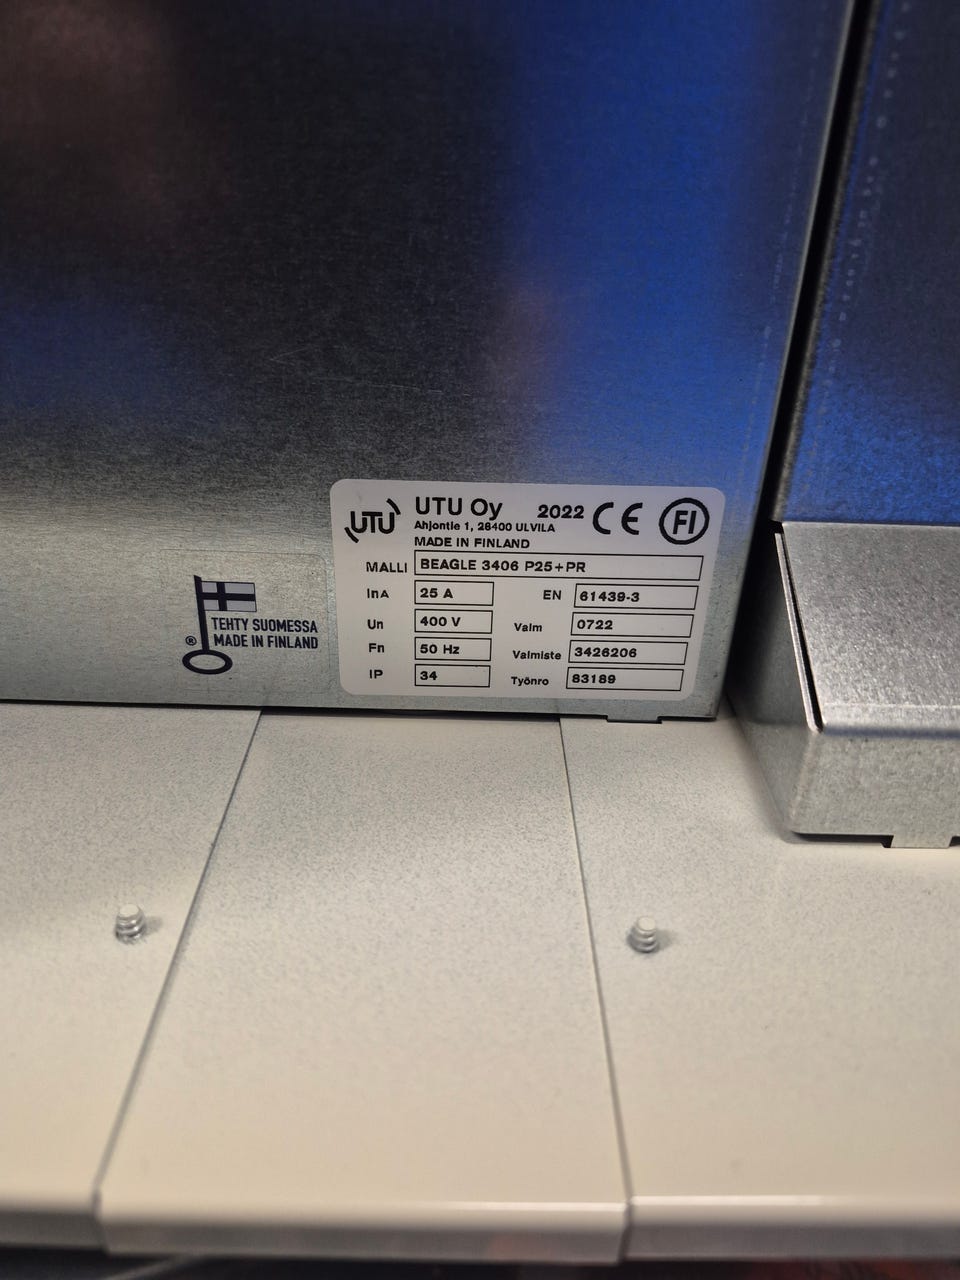 UTU
UTU Oy 2022 CE FI
Ahjontie 1, 28400 ULVILA
MADE IN FINLAND
MALLI BEAGLE 3406 P25+PR
InA 25 A EN 61439-3
Un 400 V Valm 0722
Fn 50 Hz Valmiste 3426206
IP 34 Työnro 83189
TEHTY SUOMESSA
® MADE IN FINLAND